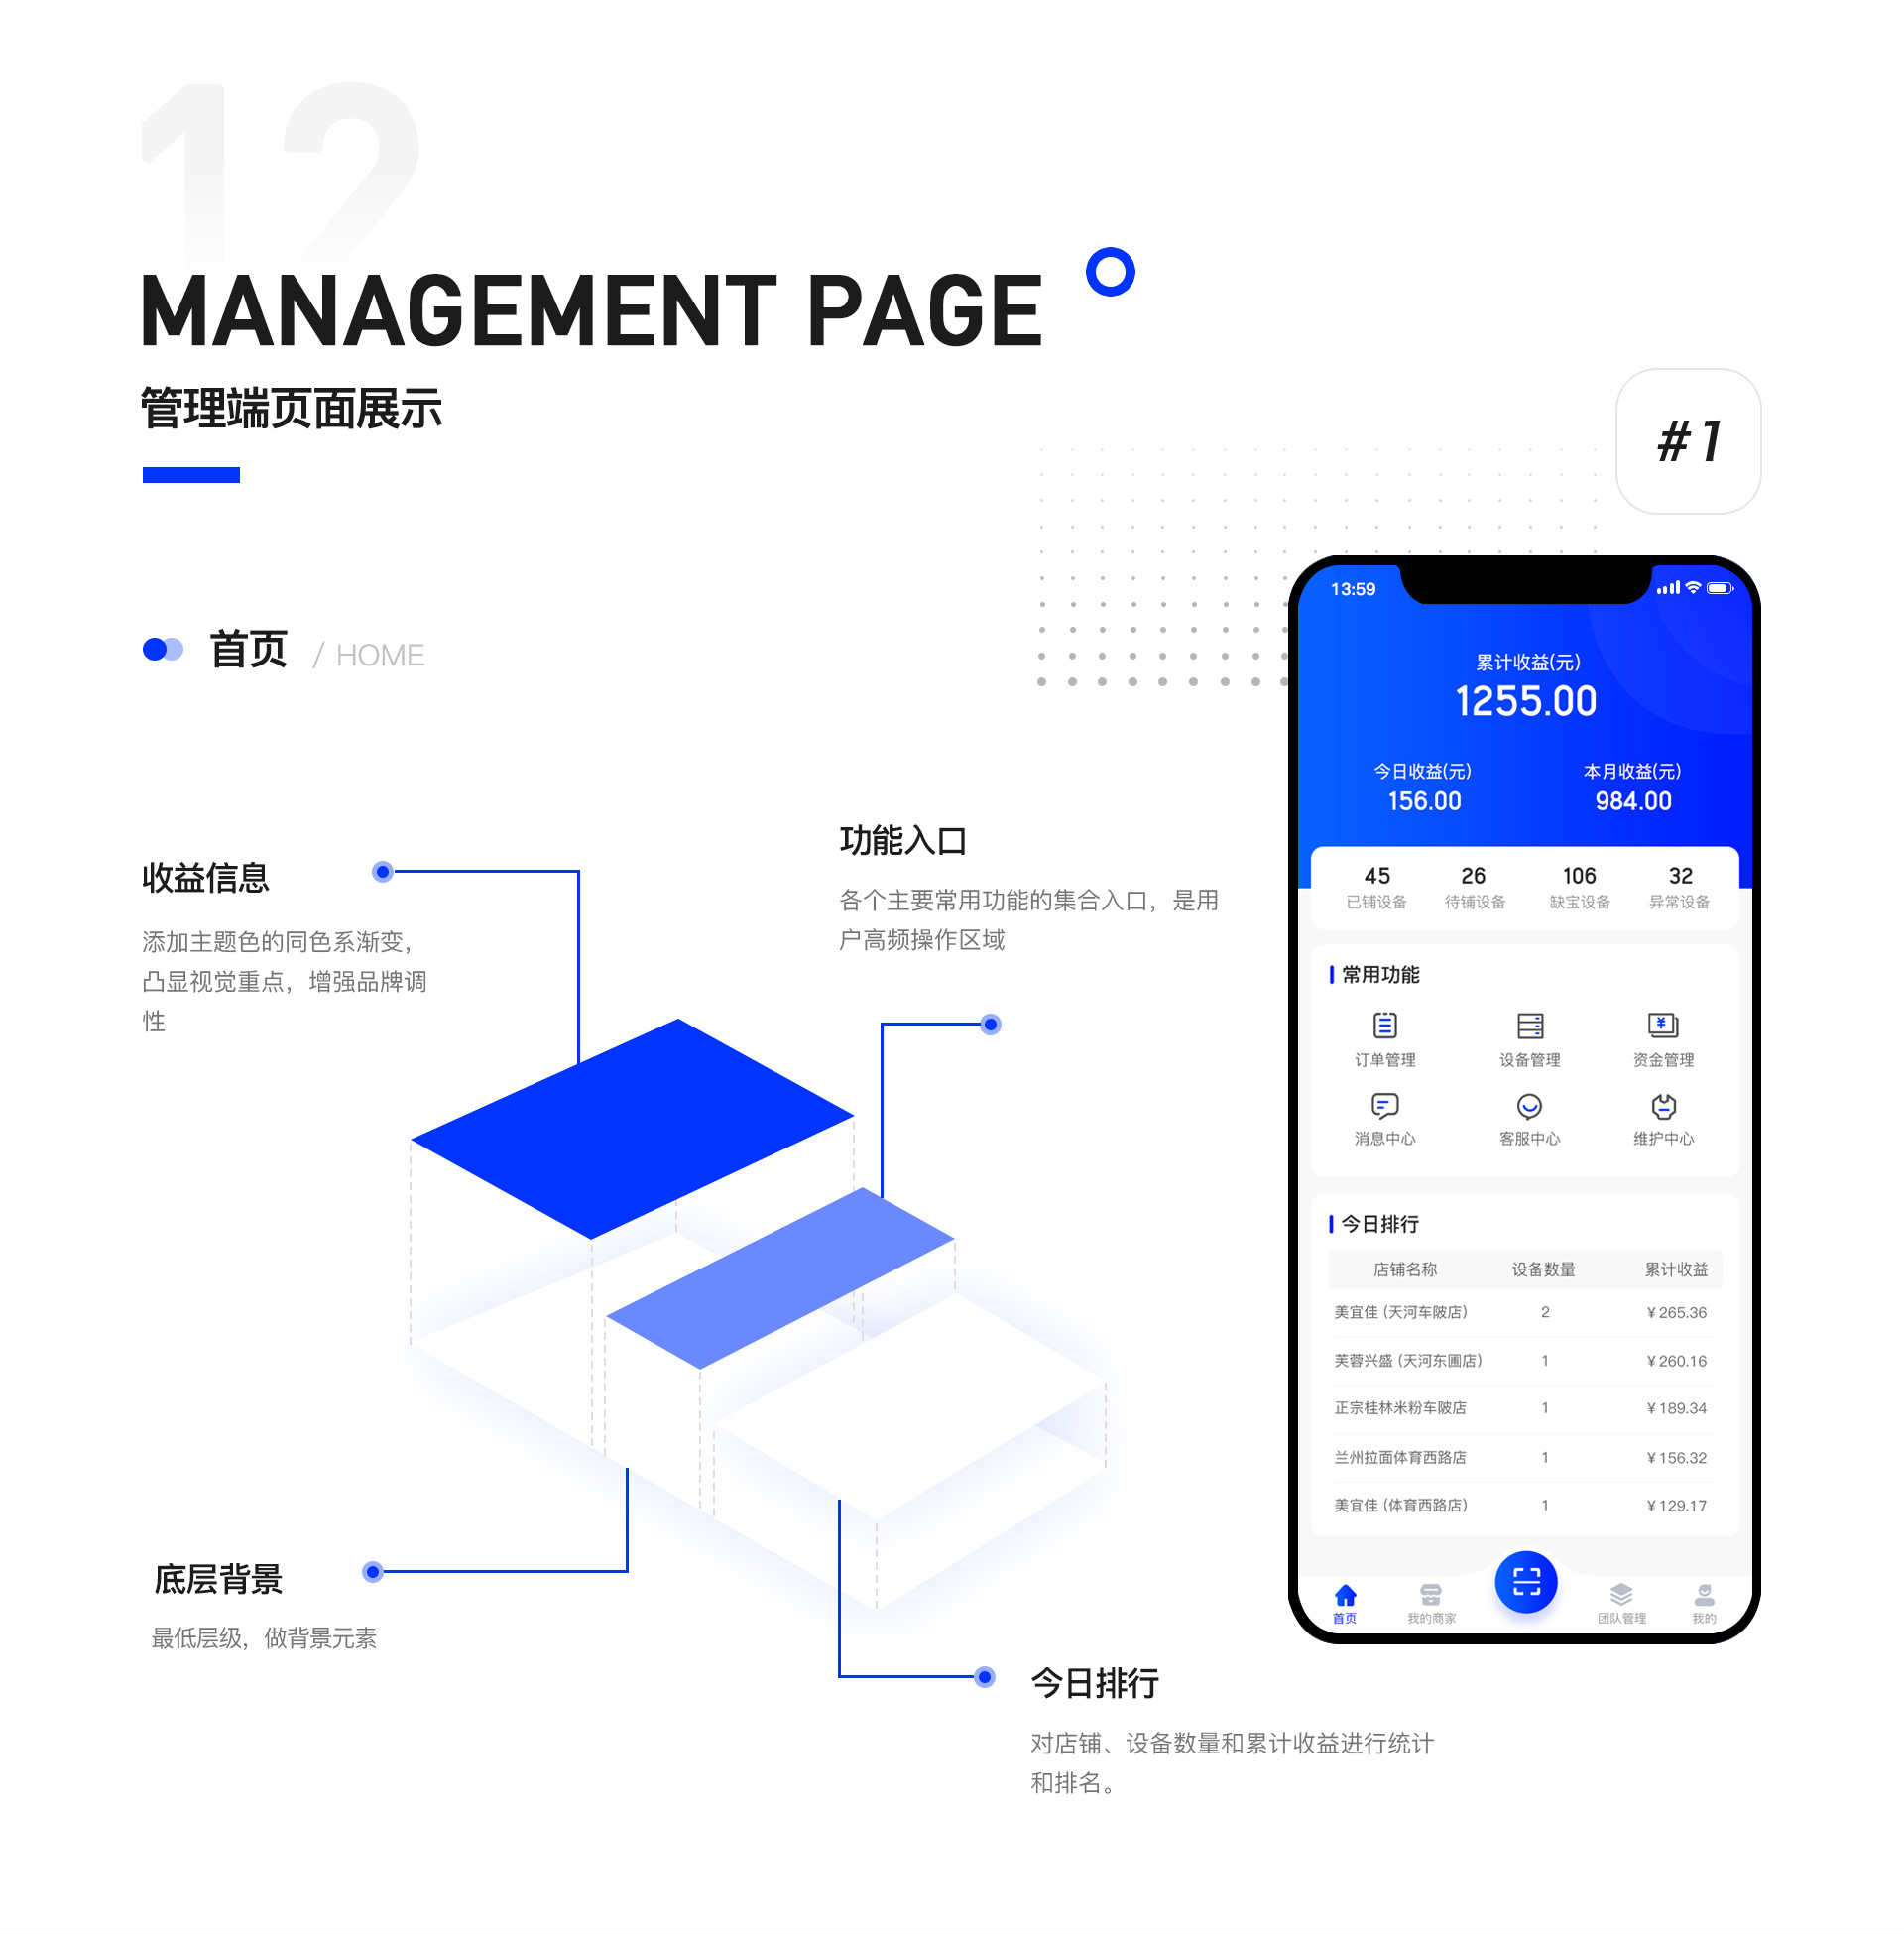 12
MANAGEMENT PAGE
管理端页面展示
#1
首页 / HOME
收益信息
添加主题色的同色系渐变，
凸显视觉重点，增强品牌调
性
功能入口
各个主要常用功能的集合入口，是用
户高频操作区域
底层背景
最低层级，做背景元素
今日排行
对店铺、设备数量和累计收益进行统计
和排名。
13:59
累计收益(元)
1255.00
今日收益(元) 本月收益(元)
156.00 984.00
45 26 106 32
已铺设备 待铺设备 缺宝设备 异常设备
常用功能
订单管理 设备管理 资金管理
消息中心 客服中心 维护中心
今日排行
店铺名称 设备数量 累计收益
美宜佳 (天河车陂店) 2 ¥ 265.36
芙蓉兴盛 (天河东圃店) 1 ¥ 260.16
正宗桂林米粉车陂店 1 ¥ 189.34
兰州拉面体育西路店 1 ¥ 156.32
美宜佳 (体育西路店) 1 ¥ 129.17
首页 我的商家 团队管理 我的